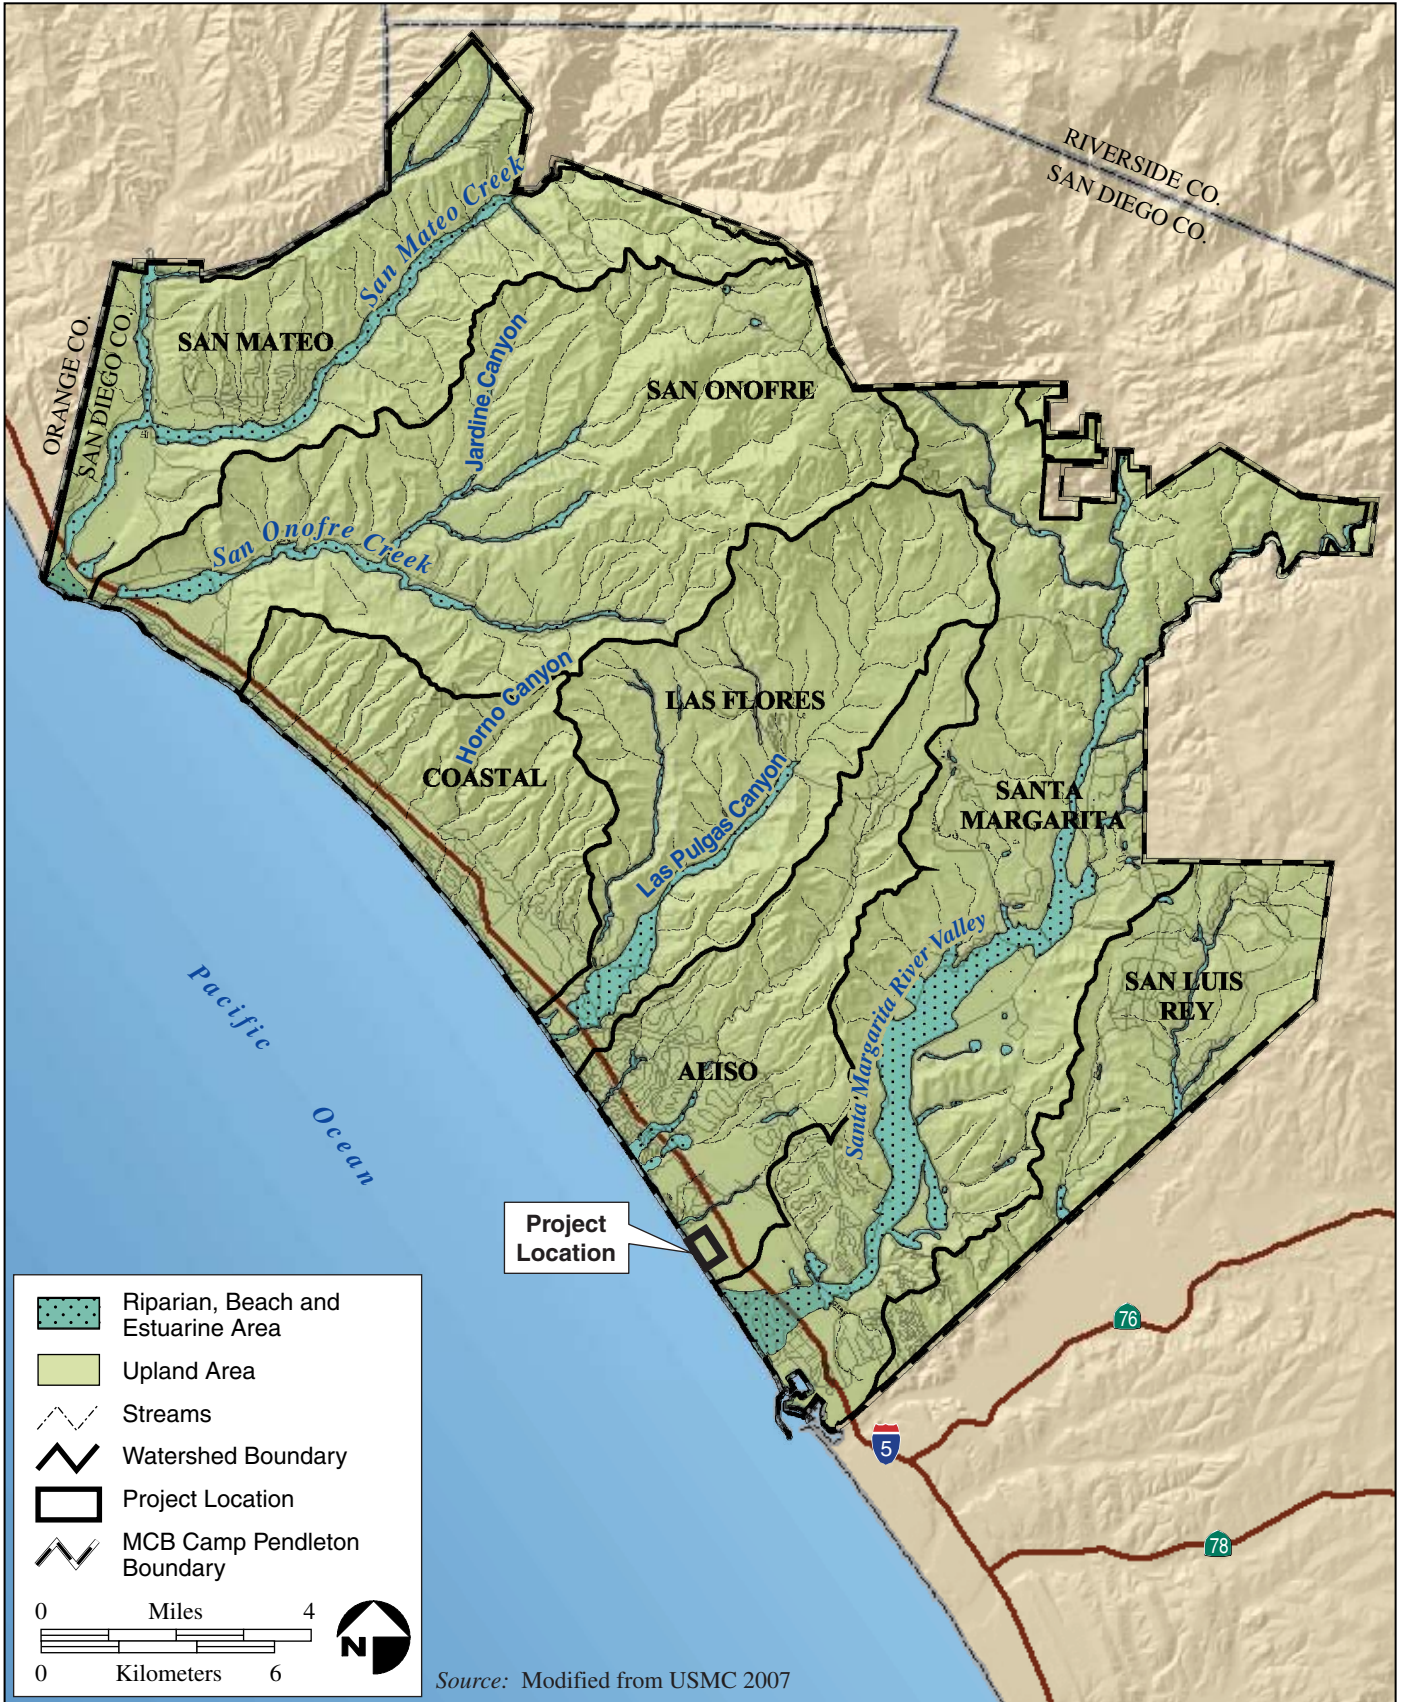 RIVERSIDE CO.
SAN DIEGO CO.
San Mateo Creek
ORANGE CO.
SAN DIEGO CO.
SAN MATEO
Jardine Canyon
SAN ONOFRE
San Onofre Creek
Horno Canyon
LAS FLORES
COASTAL
Las Pulgas Canyon
SANTA
MARGARITA
Santa Margarita River Valley
SAN LUIS
REY
Pacific
Ocean
ALISO
Project
Location
76
5
78
Riparian, Beach and
Estuarine Area
Upland Area
Streams
Watershed Boundary
Project Location
MCB Camp Pendleton
Boundary
0 Miles 4
0 Kilometers 6
N
Source: Modified from USMC 2007